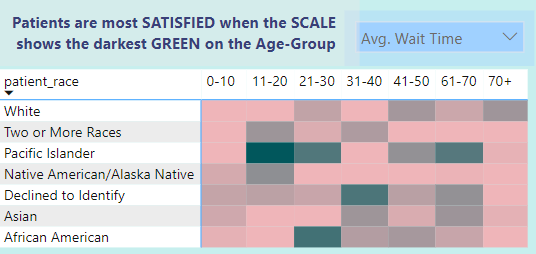 Patients are most SATISFIED when the SCALE
shows the darkest GREEN on the Age-Group
Avg. Wait Time
patient_race 0-10 11-20 21-30 31-40 41-50 61-70 70+
White
Two or More Races
Pacific Islander
Native American/Alaska Native
Declined to Identify
Asian
African American